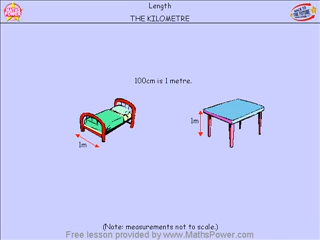 Length
THE KILOMETRE
100cm is 1 metre.
1m
1m
(Note: measurements not to scale.)
Free lesson provided by www.MathsPower.com